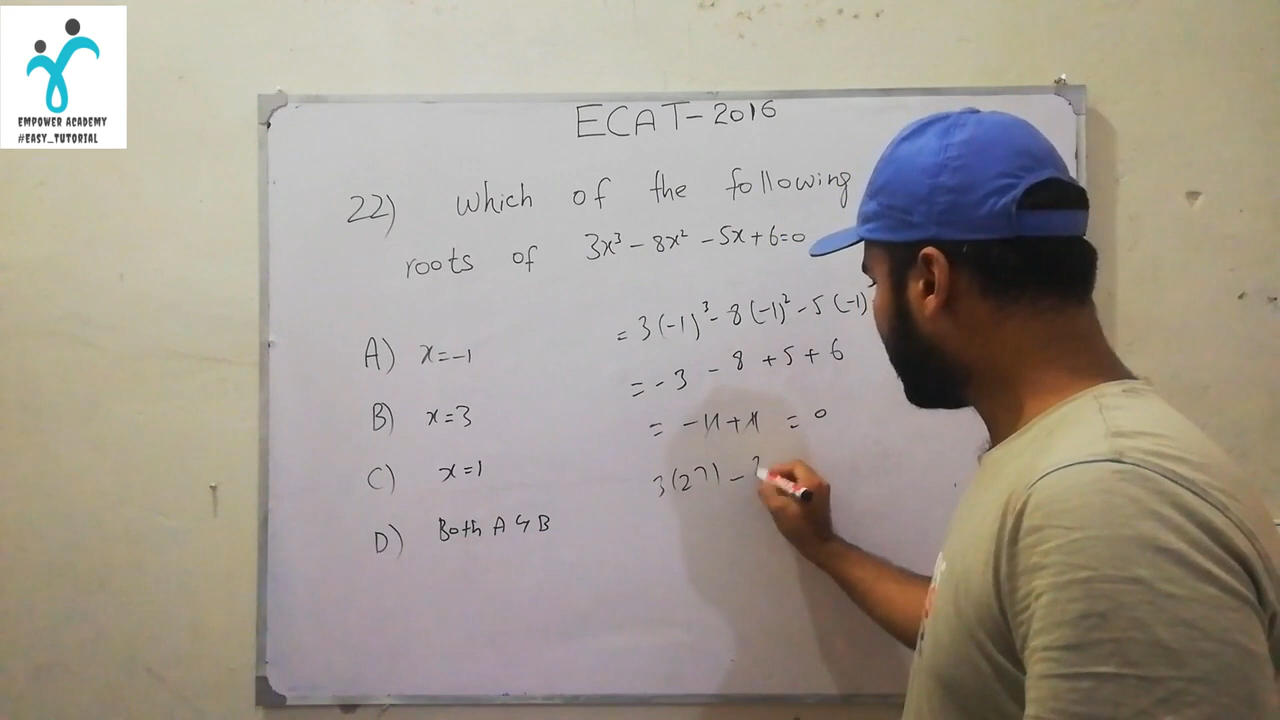 EMPOWER ACADEMY
#EASY_TUTORIAL
ECAT-2016
22) Which of the following
roots of 3x³ - 8x² - 5x + 6 = 0
= 3(-1)³ - 8(-1)² - 5(-1)
A) x = -1
= -3 - 8 + 5 + 6
B) x = 3
= -11 + 11 = 0
C) x = 1
3(27) -
D) Both A & B